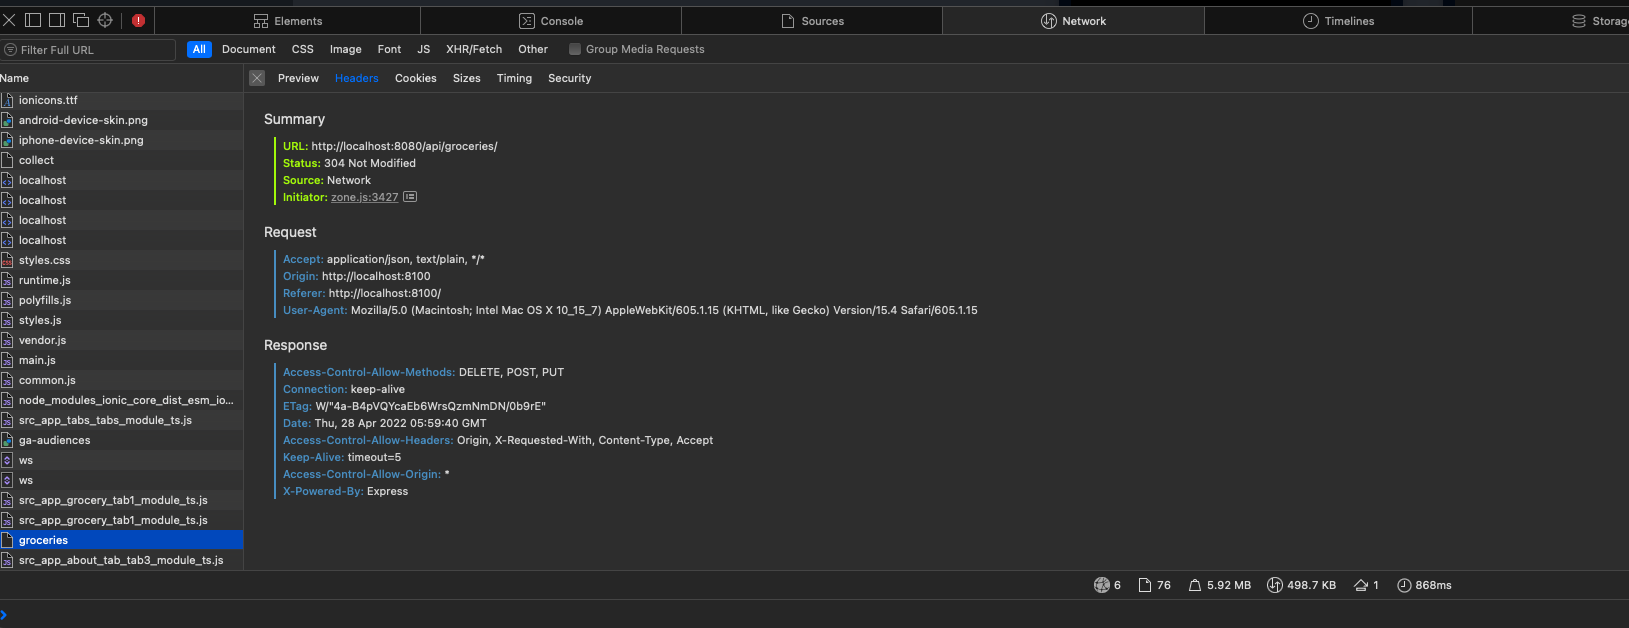 Elements Console Sources Network Timelines Storag
Filter Full URL All Document CSS Image Font JS XHR/Fetch Other Group Media Requests
Name Preview Headers Cookies Sizes Timing Security
ionicons.ttf
android-device-skin.png
iphone-device-skin.png
collect
localhost
localhost
localhost
localhost
styles.css
runtime.js
polyfills.js
styles.js
vendor.js
main.js
common.js
node_modules_ionic_core_dist_esm_io...
src_app_tabs_tabs_module_ts.js
ga-audiences
ws
ws
src_app_grocery_tab1_module_ts.js
src_app_grocery_tab1_module_ts.js
groceries
src_app_about_tab_tab3_module_ts.js
Summary
URL: http://localhost:8080/api/groceries/
Status: 304 Not Modified
Source: Network
Initiator: zone.js:3427
Request
Accept: application/json, text/plain, */*
Origin: http://localhost:8100
Referer: http://localhost:8100/
User-Agent: Mozilla/5.0 (Macintosh; Intel Mac OS X 10_15_7) AppleWebKit/605.1.15 (KHTML, like Gecko) Version/15.4 Safari/605.1.15
Response
Access-Control-Allow-Methods: DELETE, POST, PUT
Connection: keep-alive
ETag: W/"4a-B4pVQYcaEb6WrsQzmNmDN/0b9rE"
Date: Thu, 28 Apr 2022 05:59:40 GMT
Access-Control-Allow-Headers: Origin, X-Requested-With, Content-Type, Accept
Keep-Alive: timeout=5
Access-Control-Allow-Origin: *
X-Powered-By: Express
6 76 5.92 MB 498.7 KB 1 868ms